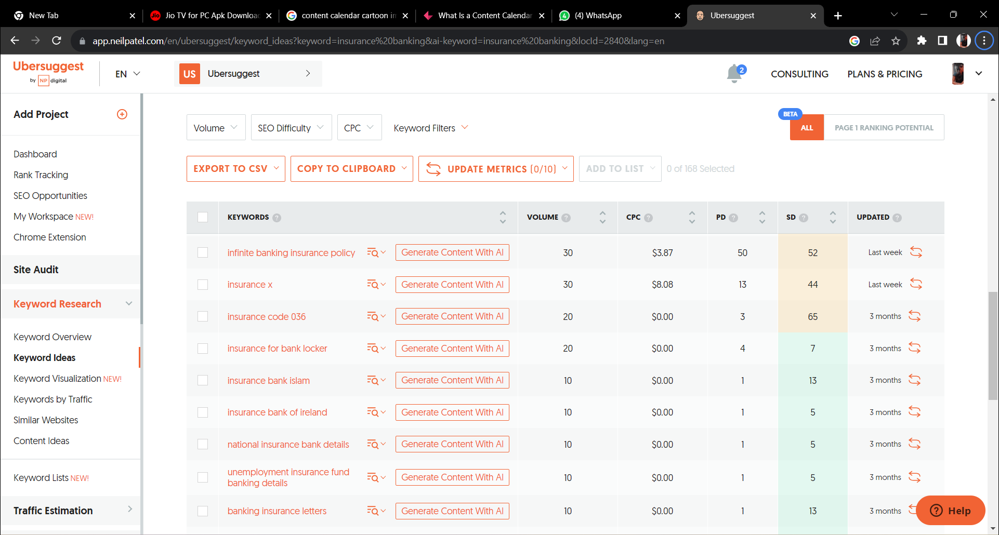 New Tab
Jio TV for PC Apk Downloa
content calendar cartoon i
What Is a Content Calendar
(4) WhatsApp
Ubersuggest
app.neilpatel.com/en/ubersuggest/keyword_ideas?keyword=insurance%20banking&ai-keyword=insurance%20banking&locId=2840&lang=en
Ubersuggest
by NP digital
EN
US Ubersuggest
2
CONSULTING
PLANS & PRICING
Add Project
Dashboard
Rank Tracking
SEO Opportunities
My Workspace NEW!
Chrome Extension
Site Audit
Keyword Research
Keyword Overview
Keyword Ideas
Keyword Visualization NEW!
Keywords by Traffic
Similar Websites
Content Ideas
Keyword Lists NEW!
Traffic Estimation
Volume SEO Difficulty CPC Keyword Filters
BETA
ALL PAGE 1 RANKING POTENTIAL
EXPORT TO CSV COPY TO CLIPBOARD UPDATE METRICS (0/10) ADD TO LIST 0 of 168 Selected
KEYWORDS ? VOLUME ? CPC ? PD ? SD ? UPDATED ?
infinite banking insurance policy Generate Content With AI 30 $3.87 50 52 Last week
insurance x Generate Content With AI 30 $8.08 13 44 Last week
insurance code 036 Generate Content With AI 20 $0.00 3 65 3 months
insurance for bank locker Generate Content With AI 20 $0.00 4 7 3 months
insurance bank islam Generate Content With AI 10 $0.00 1 13 3 months
insurance bank of ireland Generate Content With AI 10 $0.00 1 5 3 months
national insurance bank details Generate Content With AI 10 $0.00 1 5 3 months
unemployment insurance fund
banking details Generate Content With AI 10 $0.00 1 5 3 months
banking insurance letters Generate Content With AI 10 $0.00 1 13 3 months
? Help